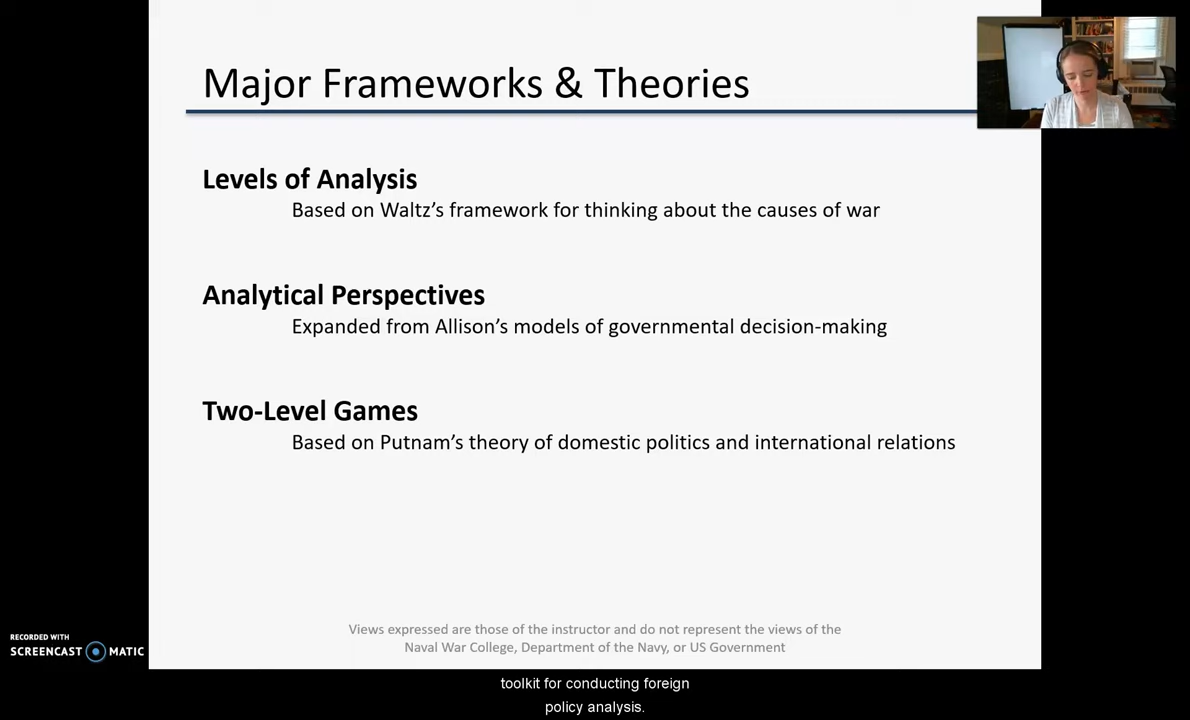 Major Frameworks & Theories
Levels of Analysis
Based on Waltz's framework for thinking about the causes of war
Analytical Perspectives
Expanded from Allison's models of governmental decision-making
Two-Level Games
Based on Putnam's theory of domestic politics and international relations
Views expressed are those of the instructor and do not represent the views of the
Naval War College, Department of the Navy, or US Government
RECORDED WITH
SCREENCAST MATIC
toolkit for conducting foreign
policy analysis.